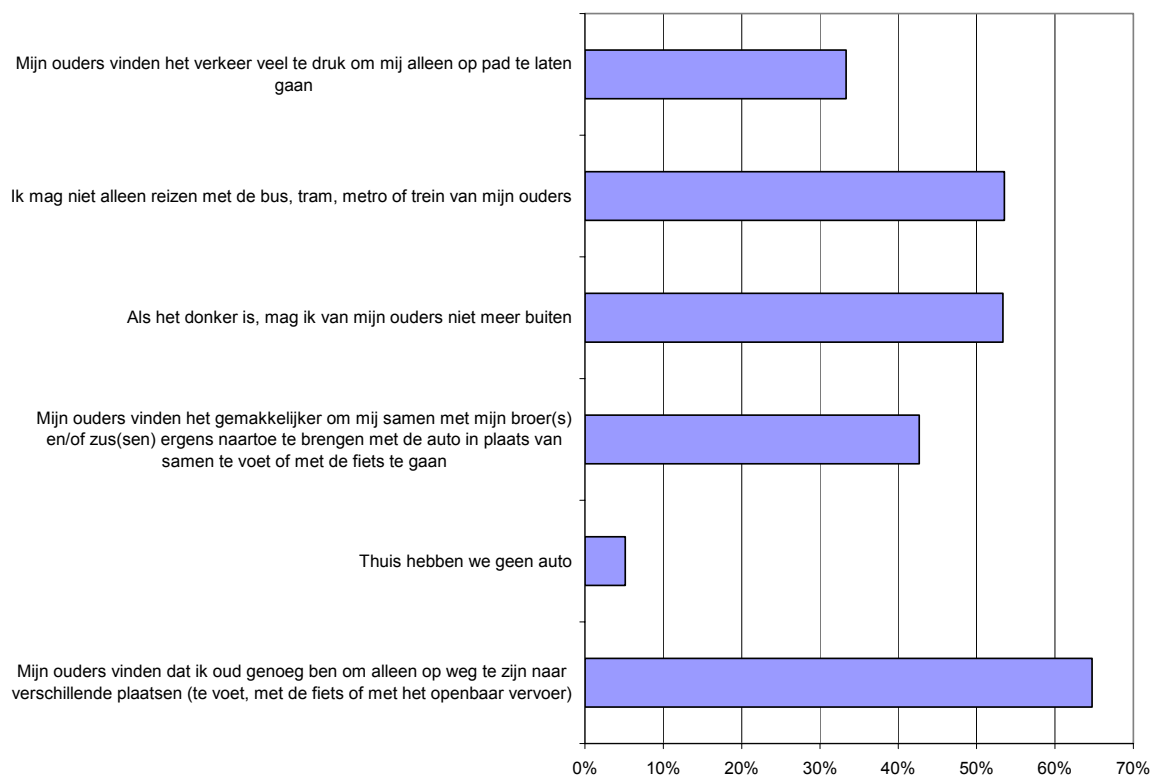 Mijn ouders vinden het verkeer veel te druk om mij alleen op pad te laten
gaan
Ik mag niet alleen reizen met de bus, tram, metro of trein van mijn ouders
Als het donker is, mag ik van mijn ouders niet meer buiten
Mijn ouders vinden het gemakkelijker om mij samen met mijn broer(s)
en/of zus(sen) ergens naartoe te brengen met de auto in plaats van
samen te voet of met de fiets te gaan
Thuis hebben we geen auto
Mijn ouders vinden dat ik oud genoeg ben om alleen op weg te zijn naar
verschillende plaatsen (te voet, met de fiets of met het openbaar vervoer)
0% 10% 20% 30% 40% 50% 60% 70%